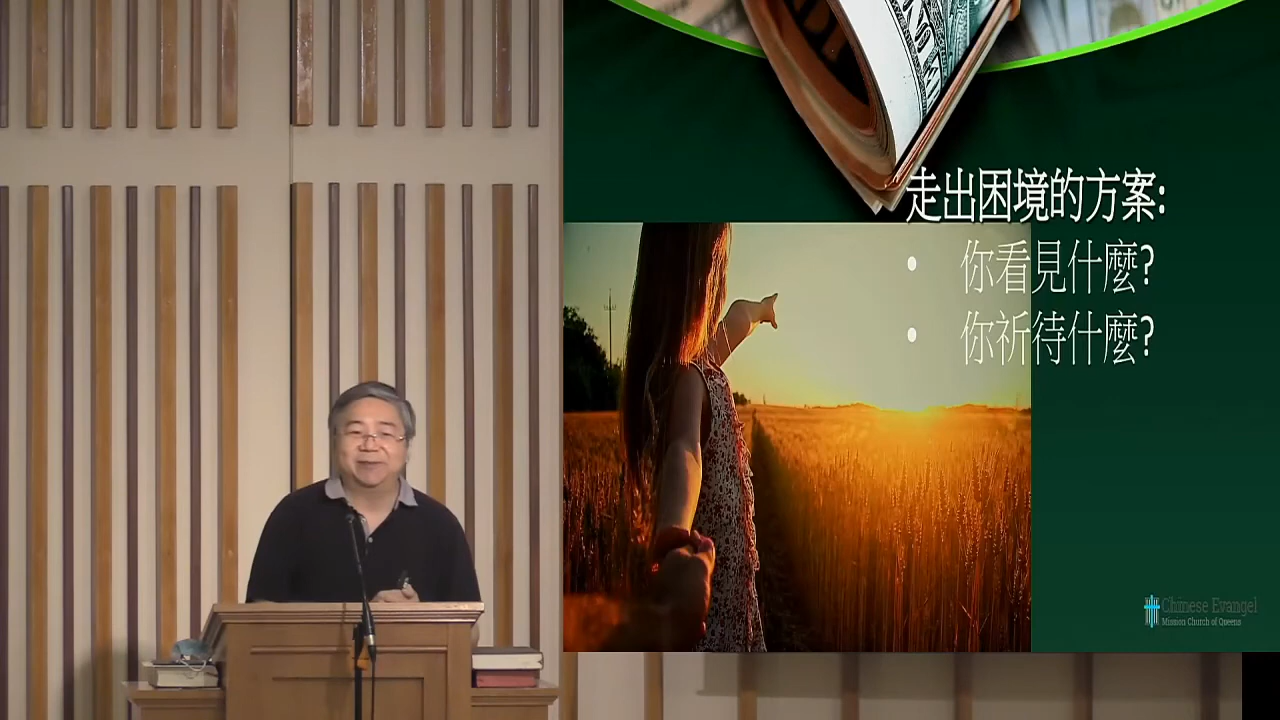 走出困境的方案:
• 你看見什麼?
• 你祈待什麼?
Chinese Evangel
Mission Church of Queens